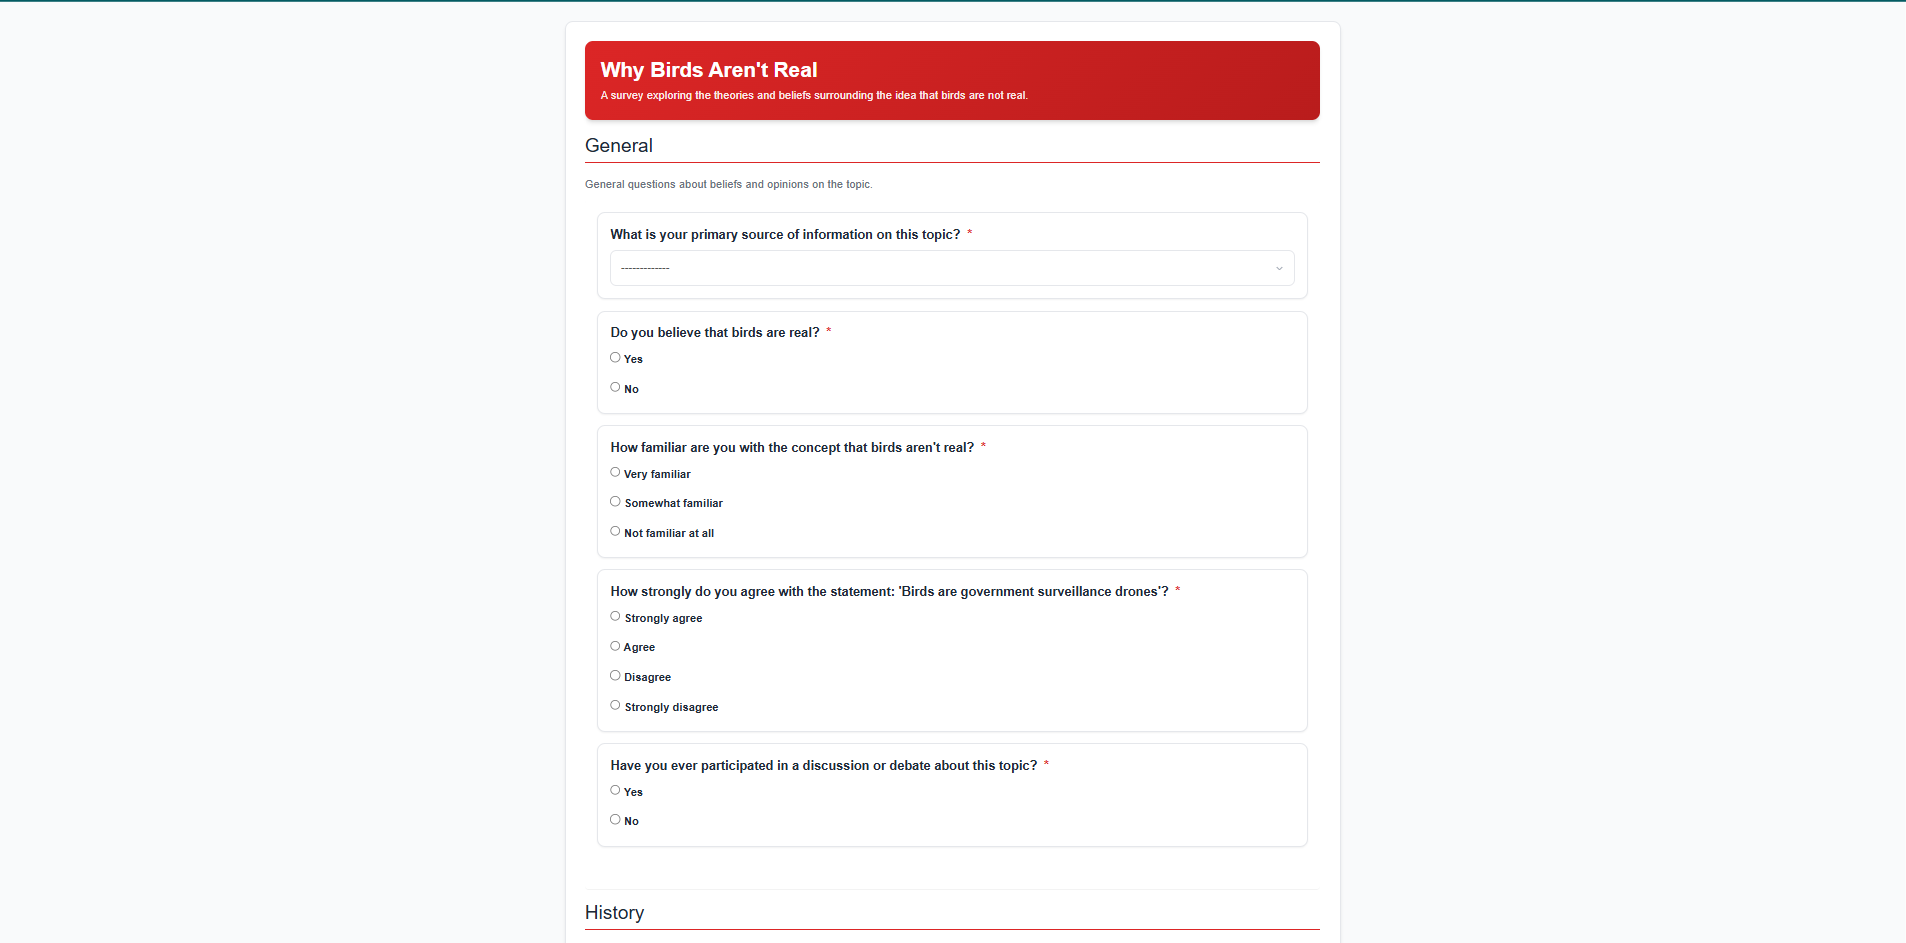 Why Birds Aren't Real
A survey exploring the theories and beliefs surrounding the idea that birds are not real.
General
General questions about beliefs and opinions on the topic.
What is your primary source of information on this topic? *
-------------
Do you believe that birds are real? *
Yes
No
How familiar are you with the concept that birds aren't real? *
Very familiar
Somewhat familiar
Not familiar at all
How strongly do you agree with the statement: 'Birds are government surveillance drones'? *
Strongly agree
Agree
Disagree
Strongly disagree
Have you ever participated in a discussion or debate about this topic? *
Yes
No
History